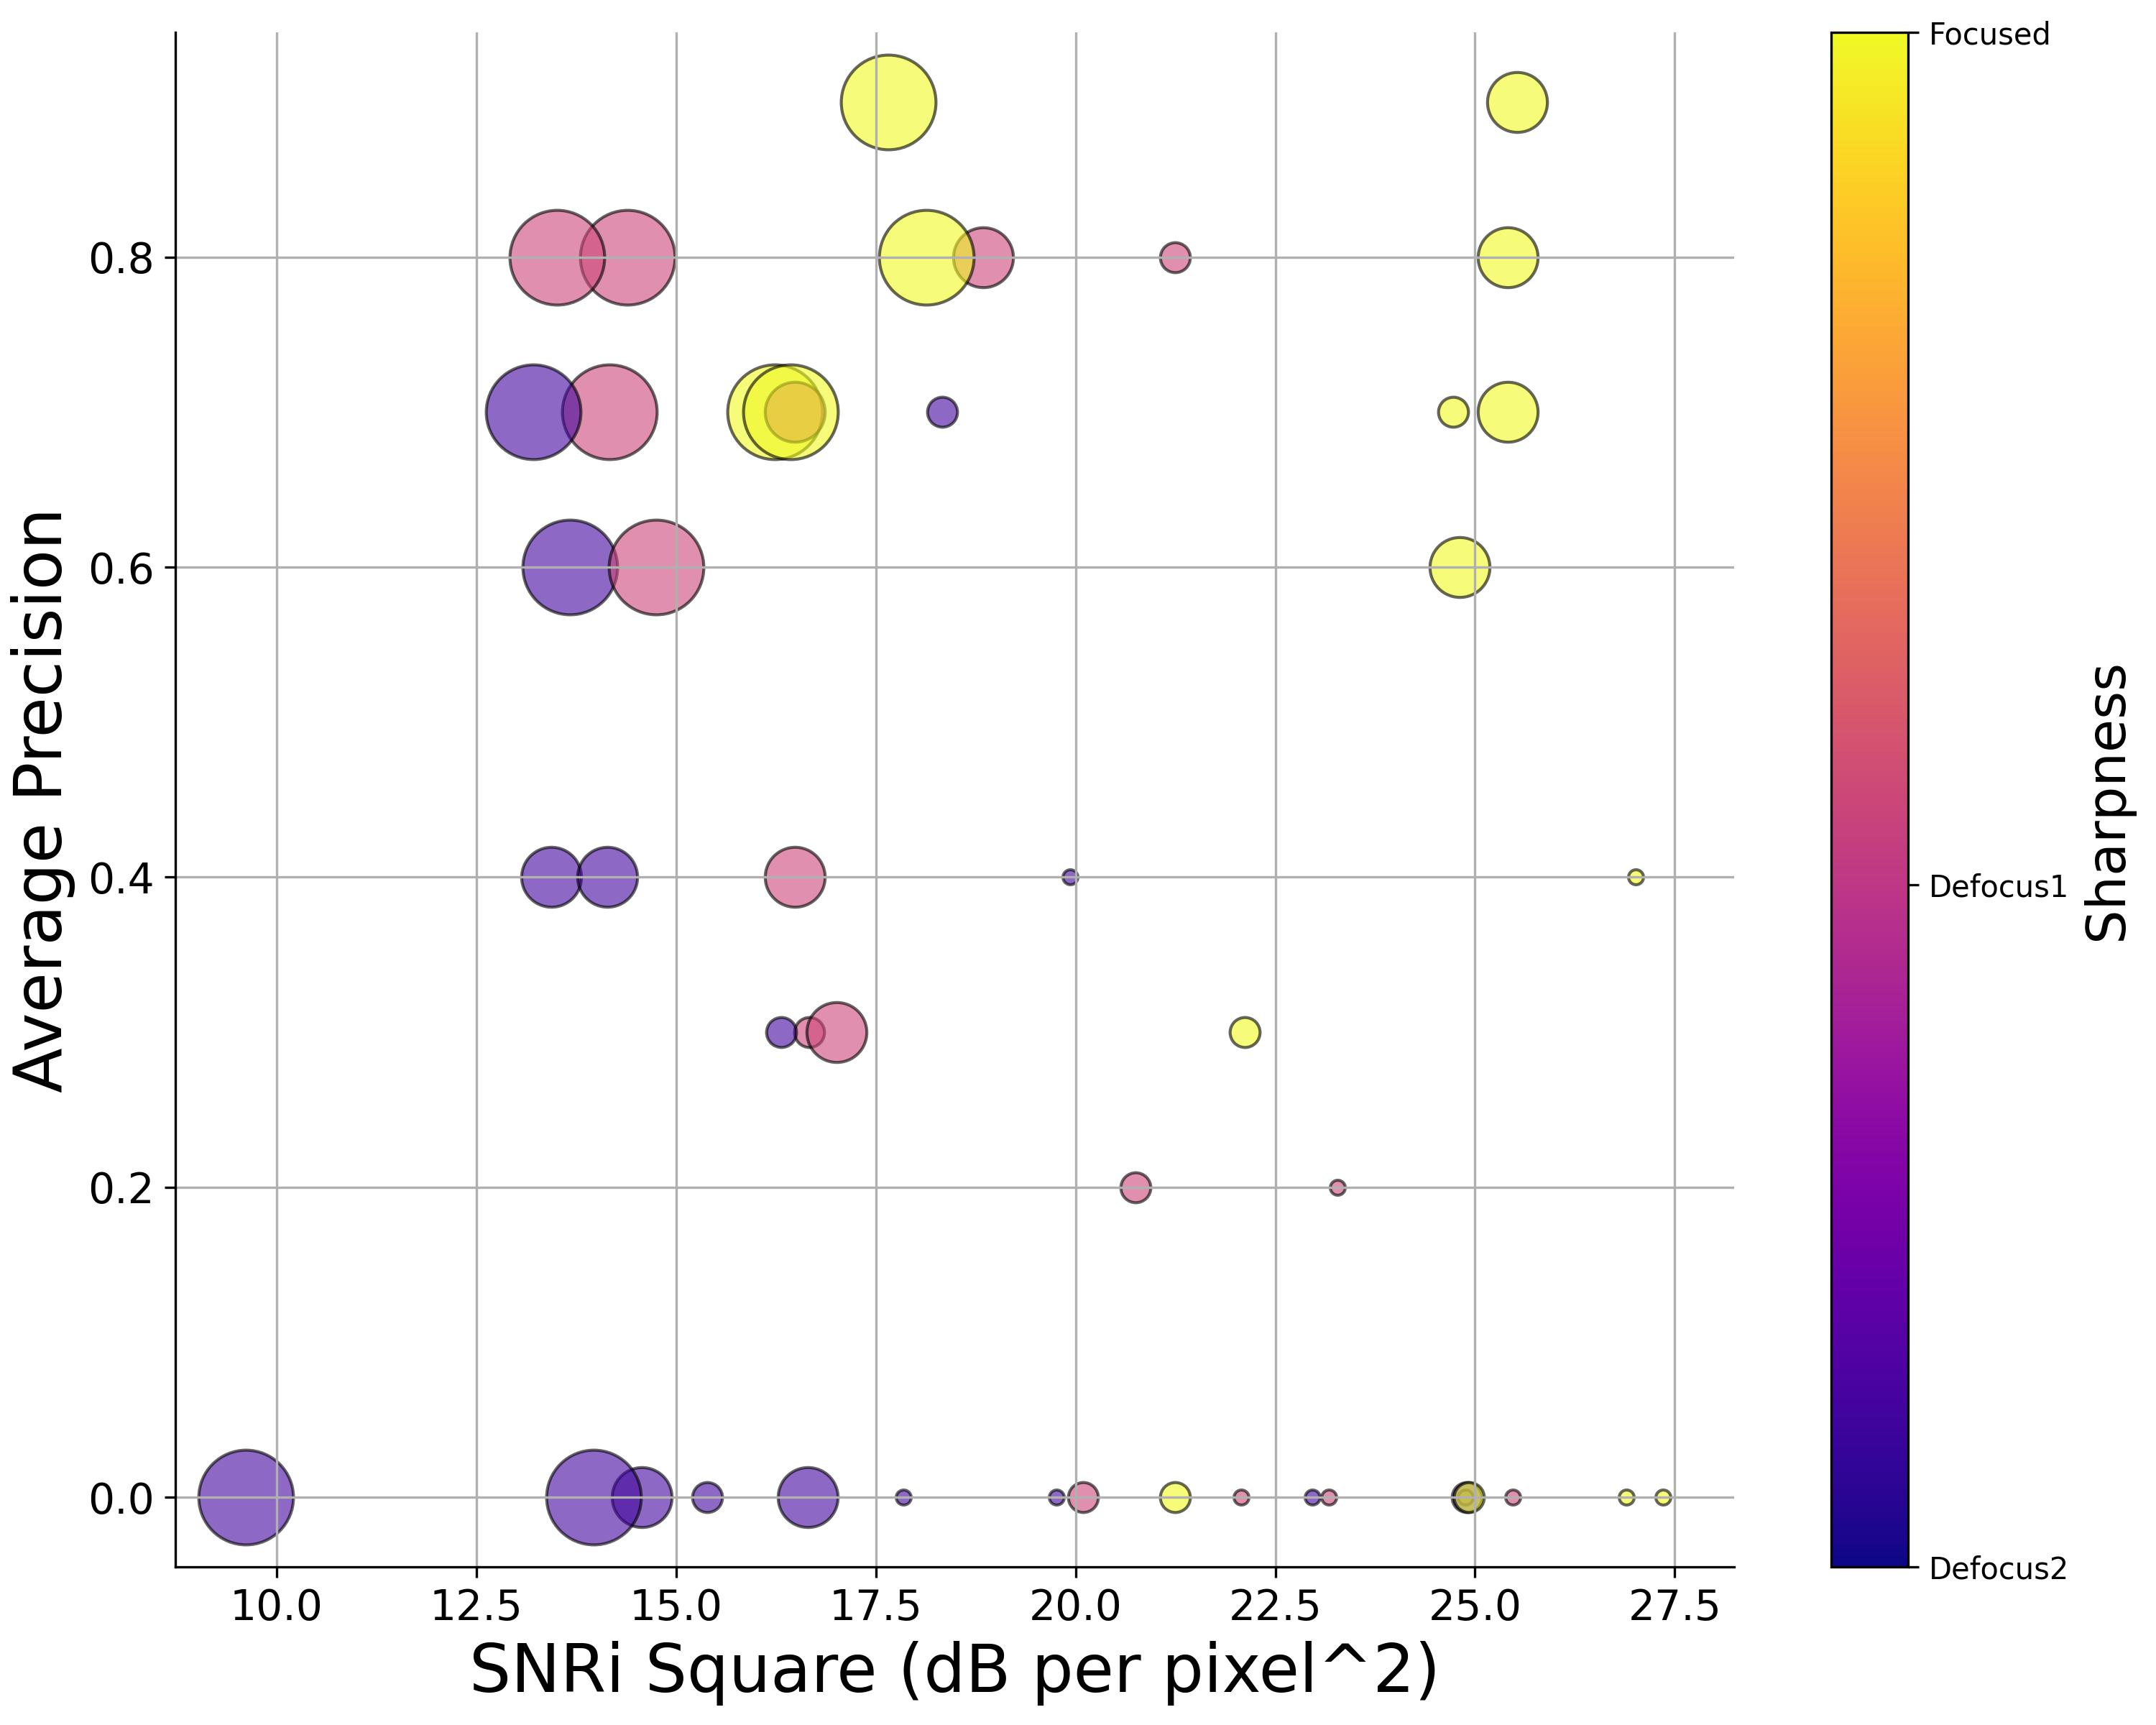 Average Precision
0.8
0.6
0.4
0.2
0.0
10.0 12.5 15.0 17.5 20.0 22.5 25.0 27.5
SNRi Square (dB per pixel^2)
Focused
Defocus1
Defocus2
Sharpness